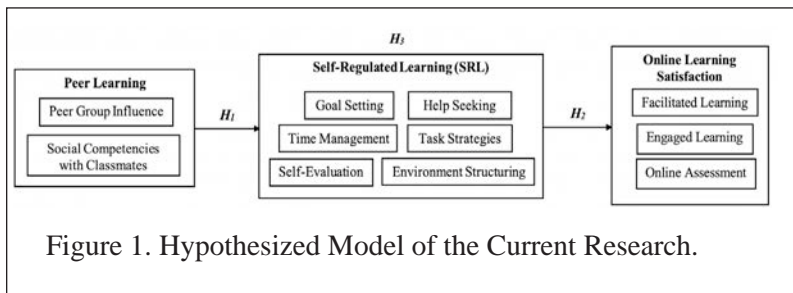 H3
Peer Learning
Peer Group Influence
Social Competencies
with Classmates
H1
Self-Regulated Learning (SRL)
Goal Setting
Help Seeking
Time Management
Task Strategies
Self-Evaluation
Environment Structuring
H2
Online Learning
Satisfaction
Facilitated Learning
Engaged Learning
Online Assessment
Figure 1. Hypothesized Model of the Current Research.